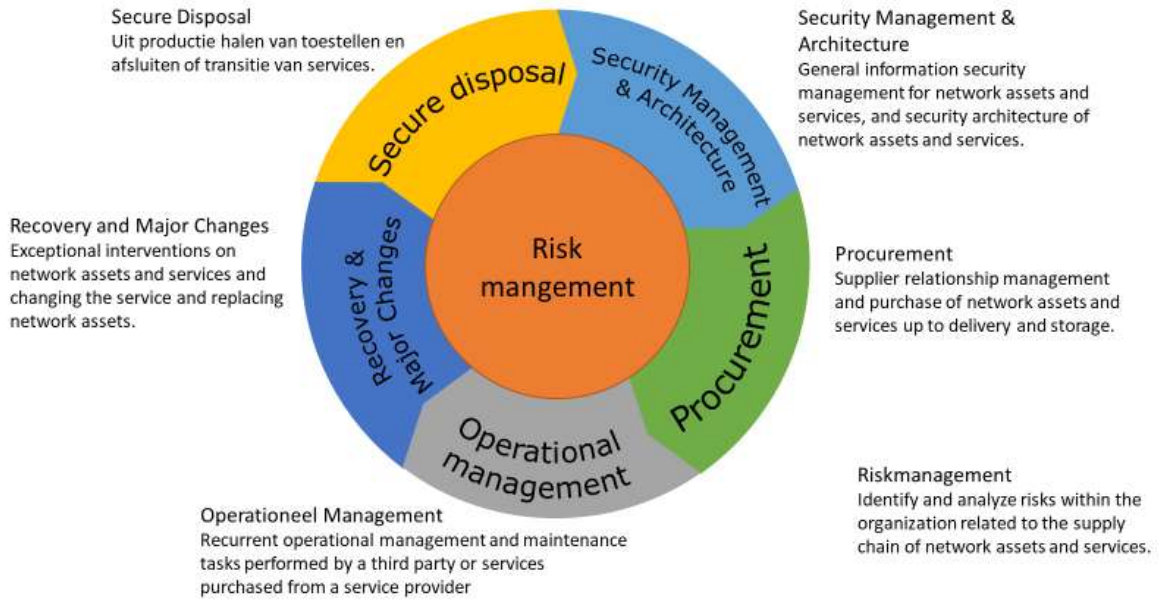 Secure Disposal
Uit productie halen van toestellen en
afsluiten of transitie van services.
Security Management &
Architecture
General information security
management for network assets and
services, and security architecture of
network assets and services.
Secure disposal
Security Management
& Architecture
Recovery and Major Changes
Exceptional interventions on
network assets and services and
changing the service and replacing
network assets.
Recovery &
Major Changes
Risk
mangement
Procurement
Procurement
Supplier relationship management
and purchase of network assets and
services up to delivery and storage.
Operational
management
Operationeel Management
Recurrent operational management and maintenance
tasks performed by a third party or services
purchased from a service provider
Riskmanagement
Identify and analyze risks within the
organization related to the supply
chain of network assets and services.